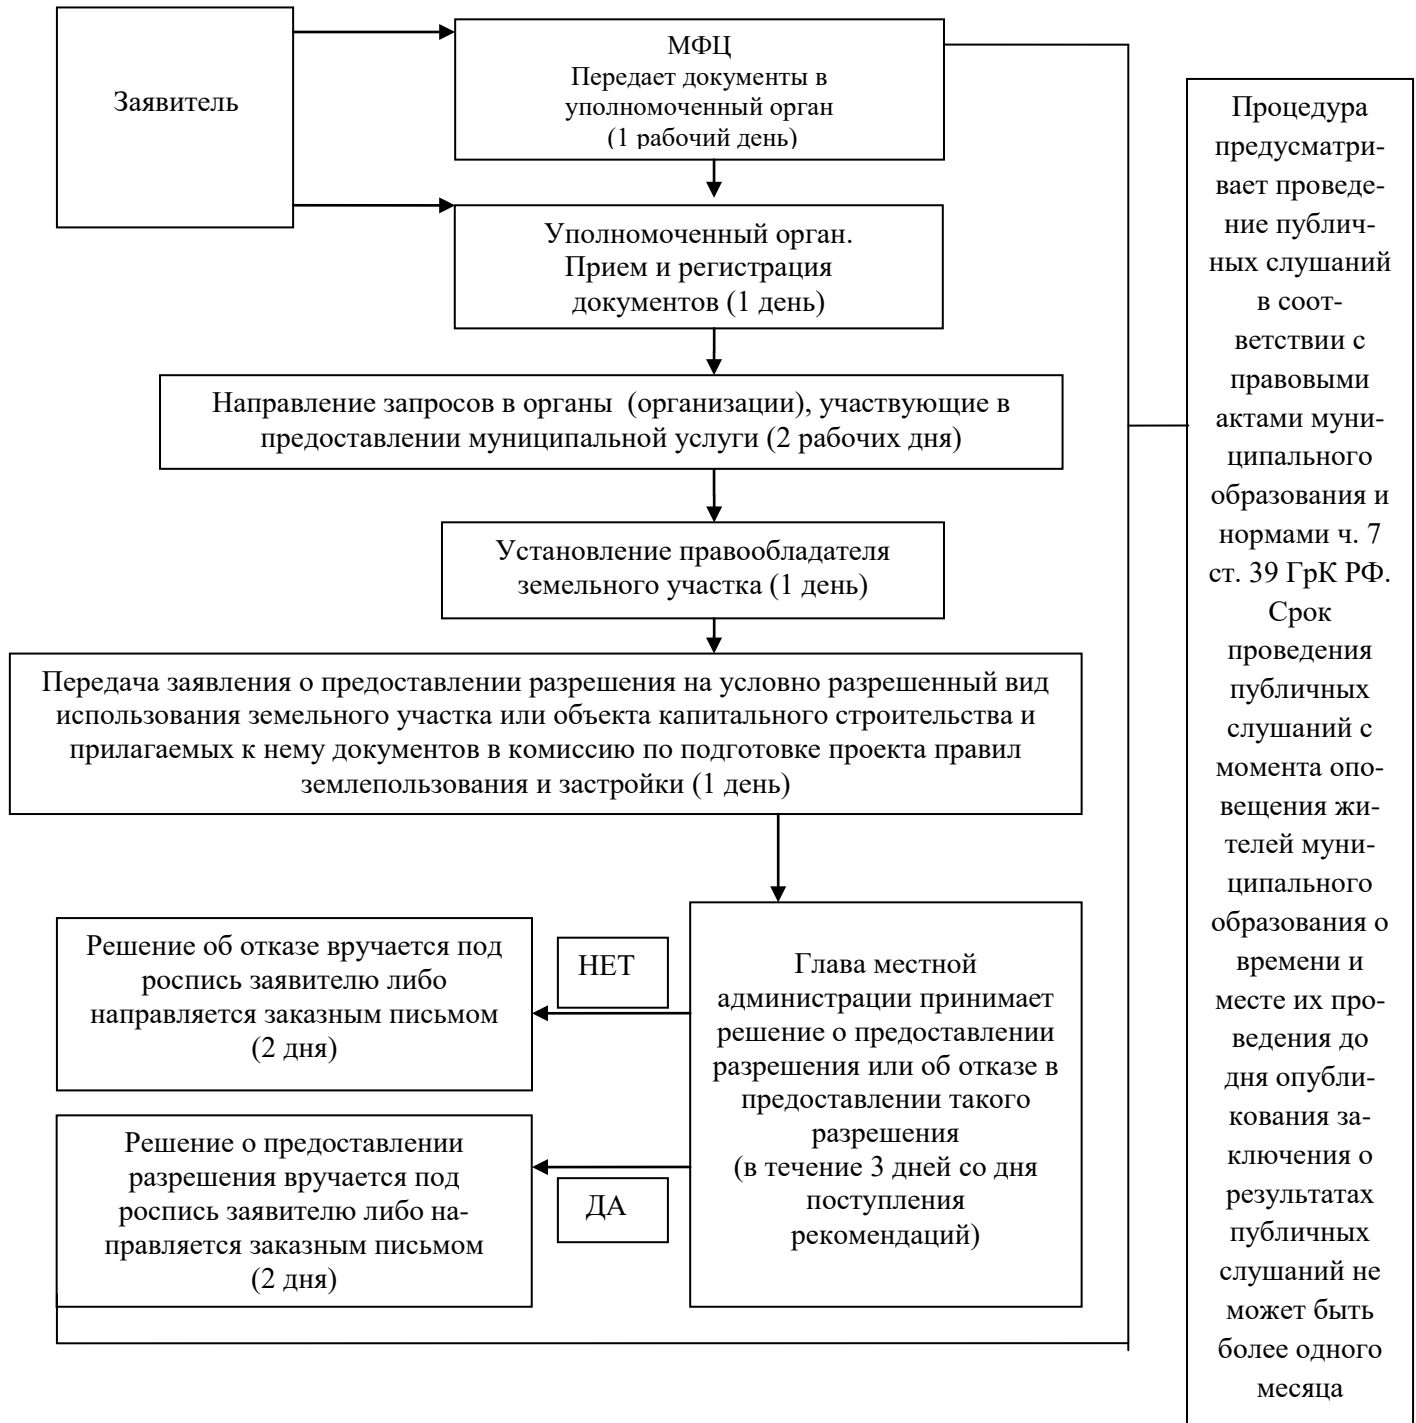 Заявитель
МФЦ
Передает документы в
уполномоченный орган
(1 рабочий день)
Уполномоченный орган.
Прием и регистрация
документов (1 день)
Направление запросов в органы  (организации), участвующие в
предоставлении муниципальной услуги (2 рабочих дня)
Установление правообладателя
земельного участка (1 день)
Передача заявления о предоставлении разрешения на условно разрешенный вид
использования земельного участка или объекта капитального строительства и
прилагаемых к нему документов в комиссию по подготовке проекта правил
землепользования и застройки (1 день)
Решение об отказе вручается под
роспись заявителю либо
направляется заказным письмом
(2 дня)
НЕТ
Глава местной
администрации принимает
решение о предоставлении
разрешения или об отказе в
предоставлении такого
разрешения
(в течение 3 дней со дня
поступления
рекомендаций)
Решение о предоставлении
разрешения вручается под
роспись заявителю либо на-
правляется заказным письмом
(2 дня)
ДА
Процедура
предусматри-
вает проведе-
ние публич-
ных слушаний
в соот-
ветствии с
правовыми
актами муни-
ципального
образования и
нормами ч. 7
ст. 39 ГрК РФ.
Срок
проведения
публичных
слушаний с
момента опо-
вещения жи-
телей муни-
ципального
образования о
времени и
месте их про-
ведения до
дня опубли-
кования за-
ключения о
результатах
публичных
слушаний не
может быть
более одного
месяца